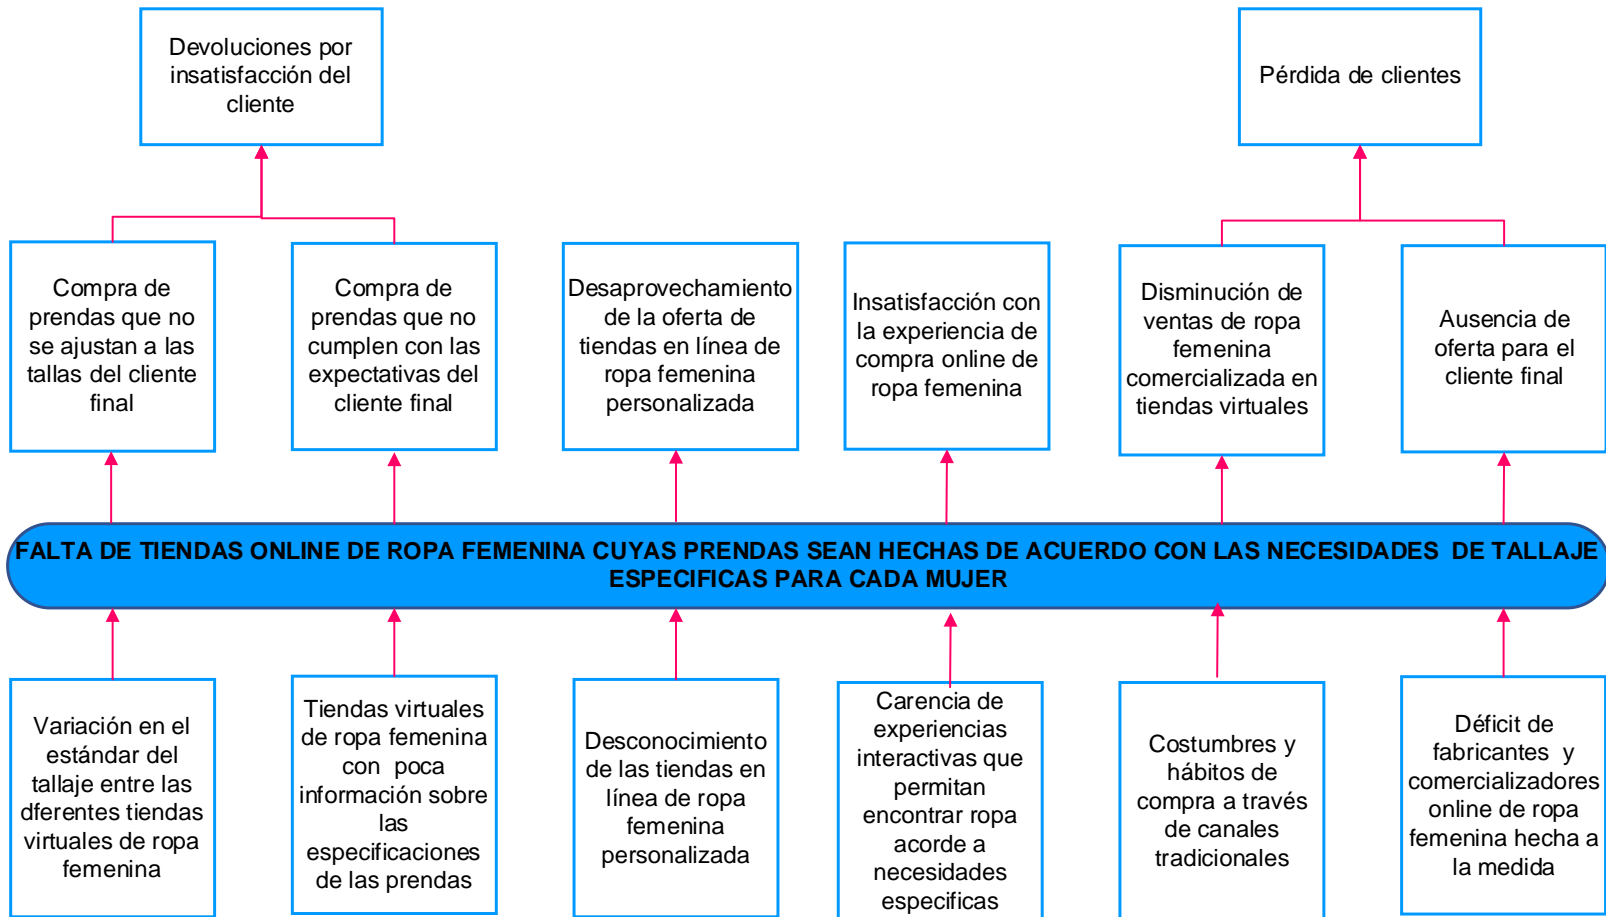 Devoluciones por
insatisfacción del
cliente
Pérdida de clientes
Compra de
prendas que no
se ajustan a las
tallas del cliente
final
Compra de
prendas que no
cumplen con las
expectativas del
cliente final
Desaprovechamiento
de la oferta de
tiendas en línea de
ropa femenina
personalizada
Insatisfacción con
la experiencia de
compra online de
ropa femenina
Disminución de
ventas de ropa
femenina
comercializada en
tiendas virtuales
Ausencia de
oferta para el
cliente final
FALTA DE TIENDAS ONLINE DE ROPA FEMENINA CUYAS PRENDAS SEAN HECHAS DE ACUERDO CON LAS NECESIDADES DE TALLAJE
ESPECIFICAS PARA CADA MUJER
Variación en el
estándar del
tallaje entre las
dferentes tiendas
virtuales de ropa
femenina
Tiendas virtuales
de ropa femenina
con poca
información sobre
las
especificaciones
de las prendas
Desconocimiento
de las tiendas en
línea de ropa
femenina
personalizada
Carencia de
experiencias
interactivas que
permitan
encontrar ropa
acorde a
necesidades
especificas
Costumbres y
hábitos de
compra a través
de canales
tradicionales
Déficit de
fabricantes y
comercializadores
online de ropa
femenina hecha a
la medida